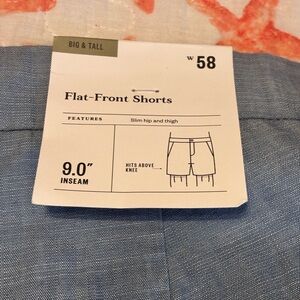 BIG & TALL
W 58
Flat-Front Shorts
FEATURES
Slim hip and thigh
9.0"
INSEAM
HITS ABOVE
KNEE